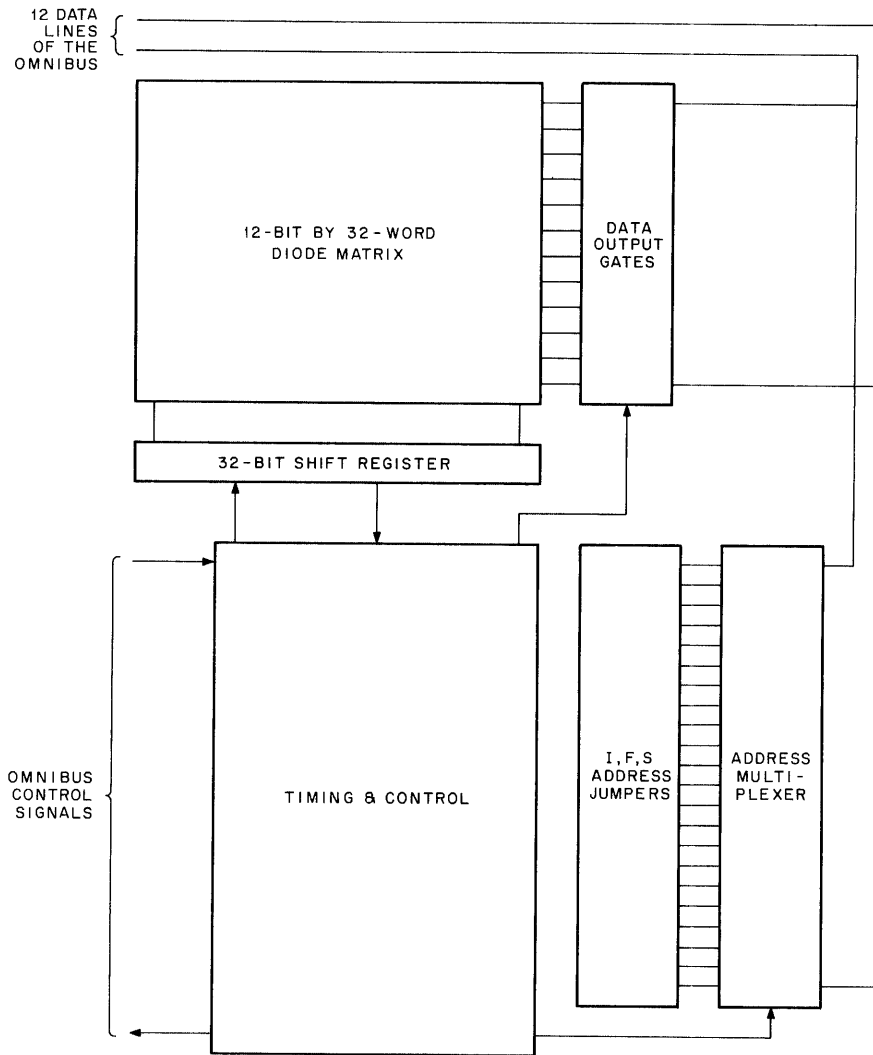 12 DATA
LINES
OF THE
OMNIBUS
12-BIT BY 32-WORD
DIODE MATRIX
DATA
OUTPUT
GATES
32-BIT SHIFT REGISTER
OMNIBUS
CONTROL
SIGNALS
TIMING & CONTROL
I,F,S
ADDRESS
JUMPERS
ADDRESS
MULTI-
PLEXER